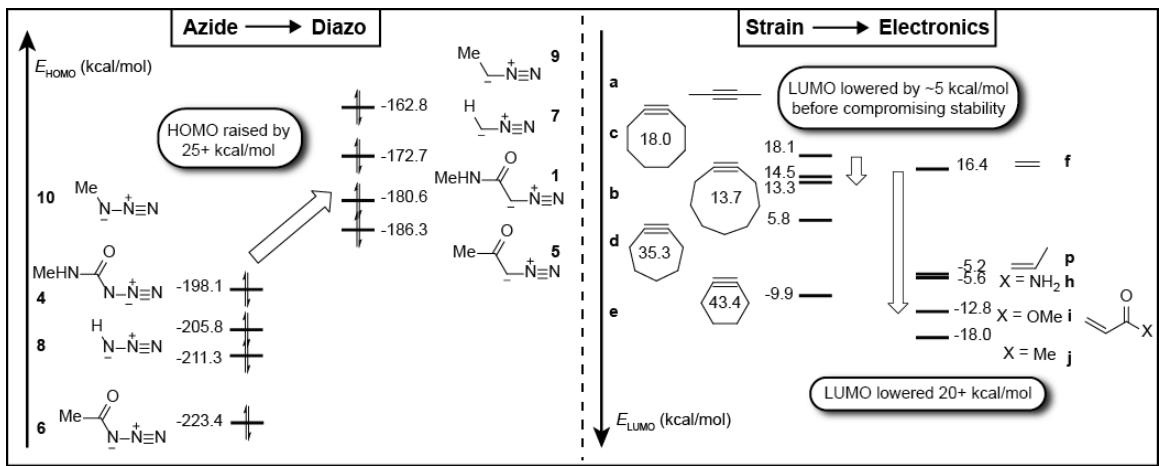 Azide → Diazo
E_HOMO (kcal/mol)
HOMO raised by
25+ kcal/mol
Me
N
−
N
+
≡N
9
-162.8
H
−
N
+
≡N
7
-172.7
MeHN
O
−
N
+
≡N
1
-180.6
Me
O
−
N
+
≡N
5
-186.3
10
Me
N
−
N
+
≡N
MeHN
O
N
−
N
+
≡N
4
-198.1
H
N
−
N
+
≡N
8
-205.8
-211.3
Me
O
N
−
N
+
≡N
6
-223.4
Strain → Electronics
LUMO lowered by ~5 kcal/mol
before compromising stability
a
c
18.0
18.1
14.5
13.3
16.4
f
b
13.7
5.8
d
35.3
e
43.4
-9.9
-5.2
p
-5.6
X = NH2 h
-12.8
X = OMe i
-18.0
X = Me j
O
X
E_LUMO (kcal/mol)
LUMO lowered 20+ kcal/mol